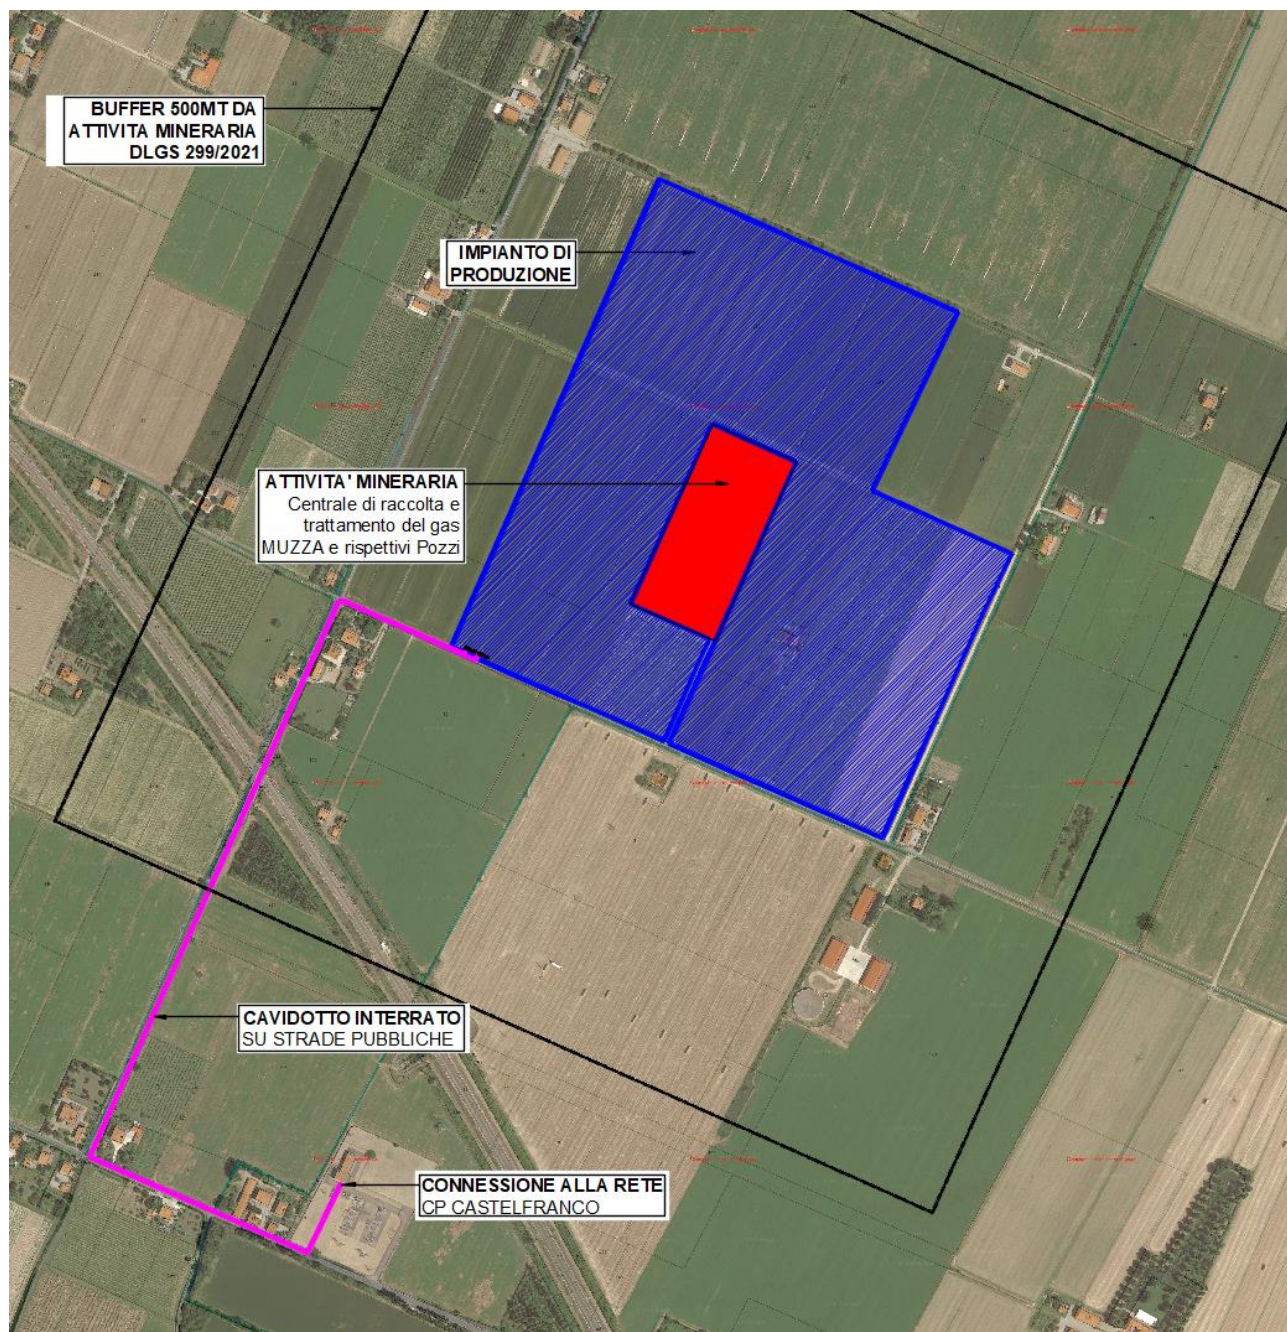 BUFFER 500MT DA
ATTIVITA MINERARIA
DLGS 299/2021
IMPIANTO DI
PRODUZIONE
ATTIVITA' MINERARIA
Centrale di raccolta e
trattamento del gas
MUZZA e rispettivi Pozzi
CAVIDOTTO INTERRATO
SU STRADE PUBBLICHE
CONNESSIONE ALLA RETE
CP CASTELFRANCO